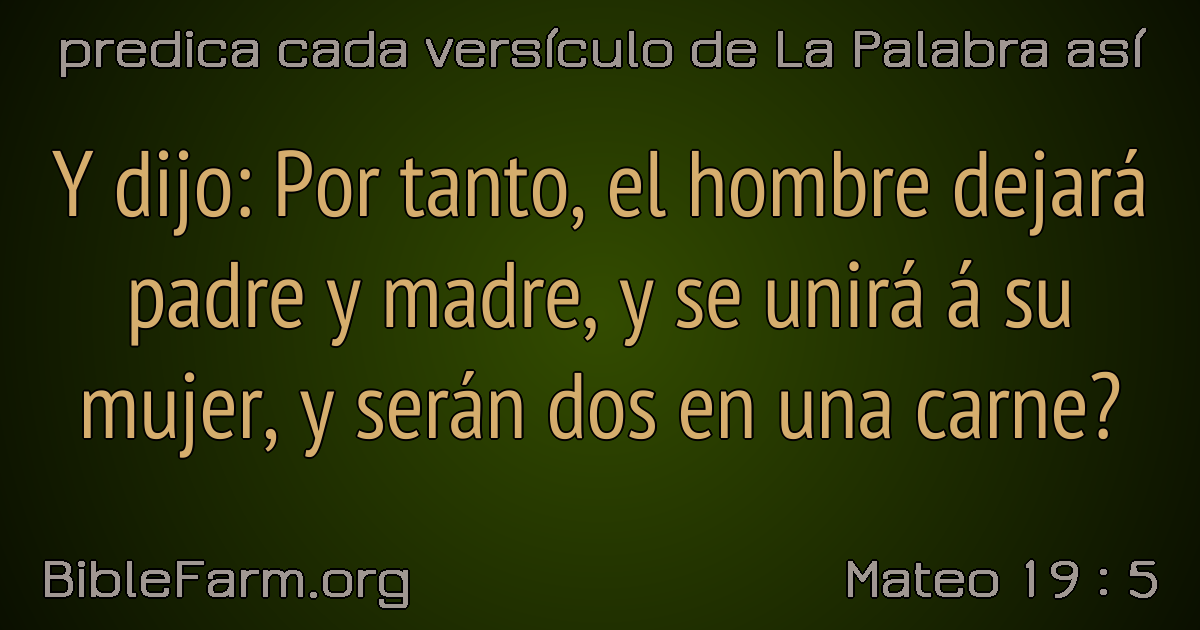 predica cada versículo de La Palabra así
Y dijo: Por tanto, el hombre dejará
padre y madre, y se unirá á su
mujer, y serán dos en una carne?
BibleFarm.org
Mateo 19 : 5